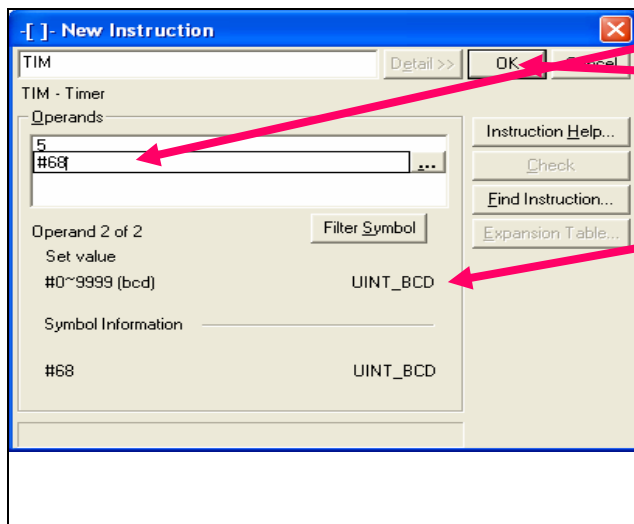 -[ ]- New Instruction
TIM
Detail >>
OK
Cancel
TIM - Timer
Operands
5
#68
...
Instruction Help...
Check
Find Instruction...
Expansion Table...
Operand 2 of 2
Filter Symbol
Set value
#0~9999 (bcd) UINT_BCD
Symbol Information
#68 UINT_BCD